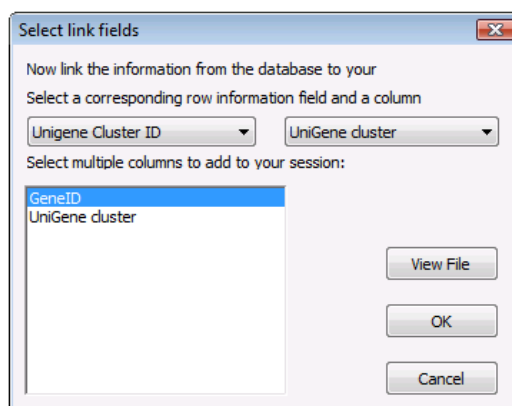 Select link fields
Now link the information from the database to your
Select a corresponding row information field and a column
Unigene Cluster ID UniGene cluster
Select multiple columns to add to your session:
GeneID
UniGene cluster
View File
OK
Cancel